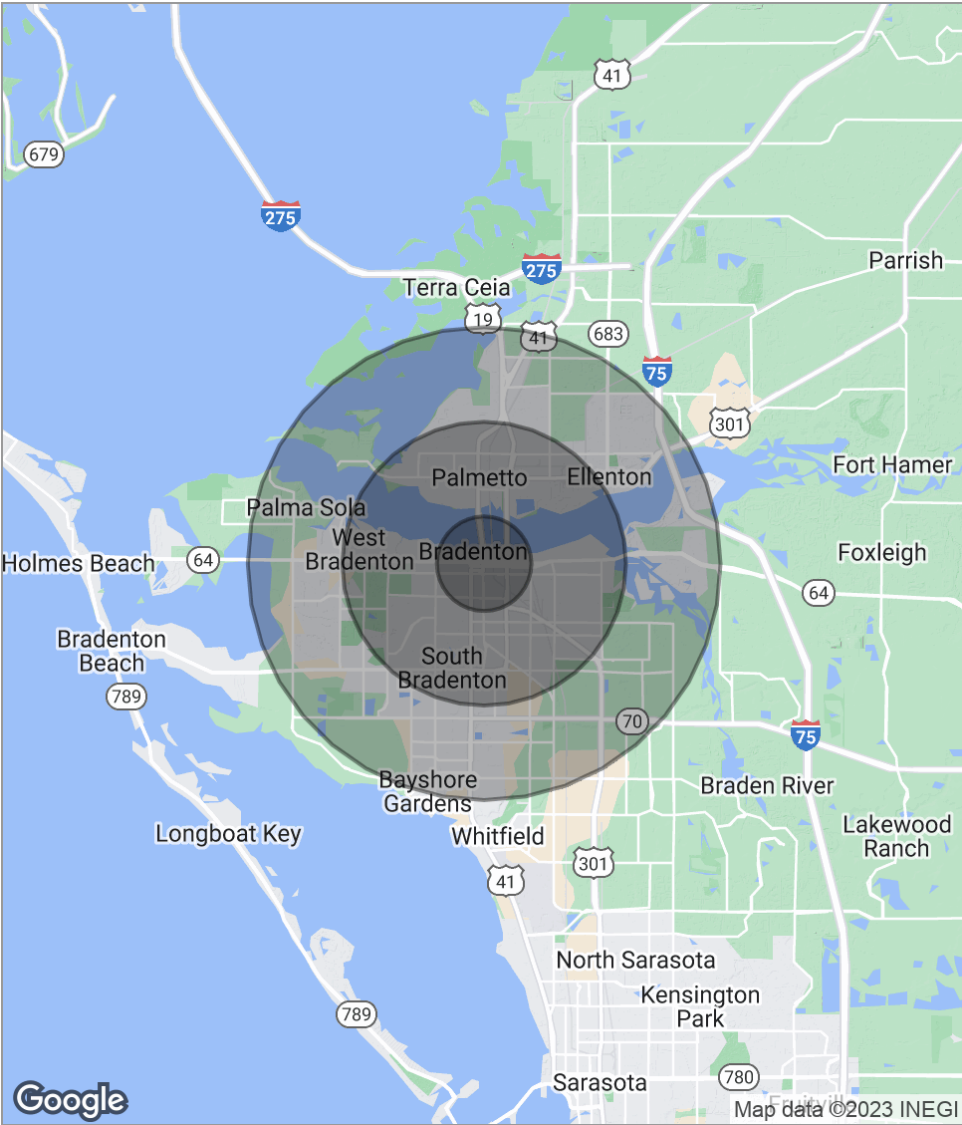 41
679
275
275
Parrish
Terra Ceia
19
41
683
75
301
Palmetto
Ellenton
Fort Hamer
Palma Sola
West
Bradenton
Bradenton
Holmes Beach
64
Foxleigh
64
Bradenton
Beach
South
Bradenton
789
70
75
Bayshore
Gardens
Braden River
Longboat Key
Whitfield
Lakewood
Ranch
301
41
North Sarasota
Kensington
Park
789
Sarasota
780
Fruitville
Google
Map data ©2023 INEGI